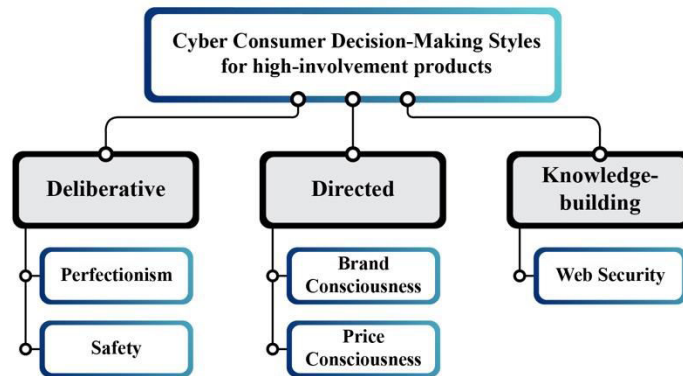 Cyber Consumer Decision-Making Styles
for high-involvement products
Deliberative
Perfectionism
Safety
Directed
Brand
Consciousness
Price
Consciousness
Knowledge-
building
Web Security